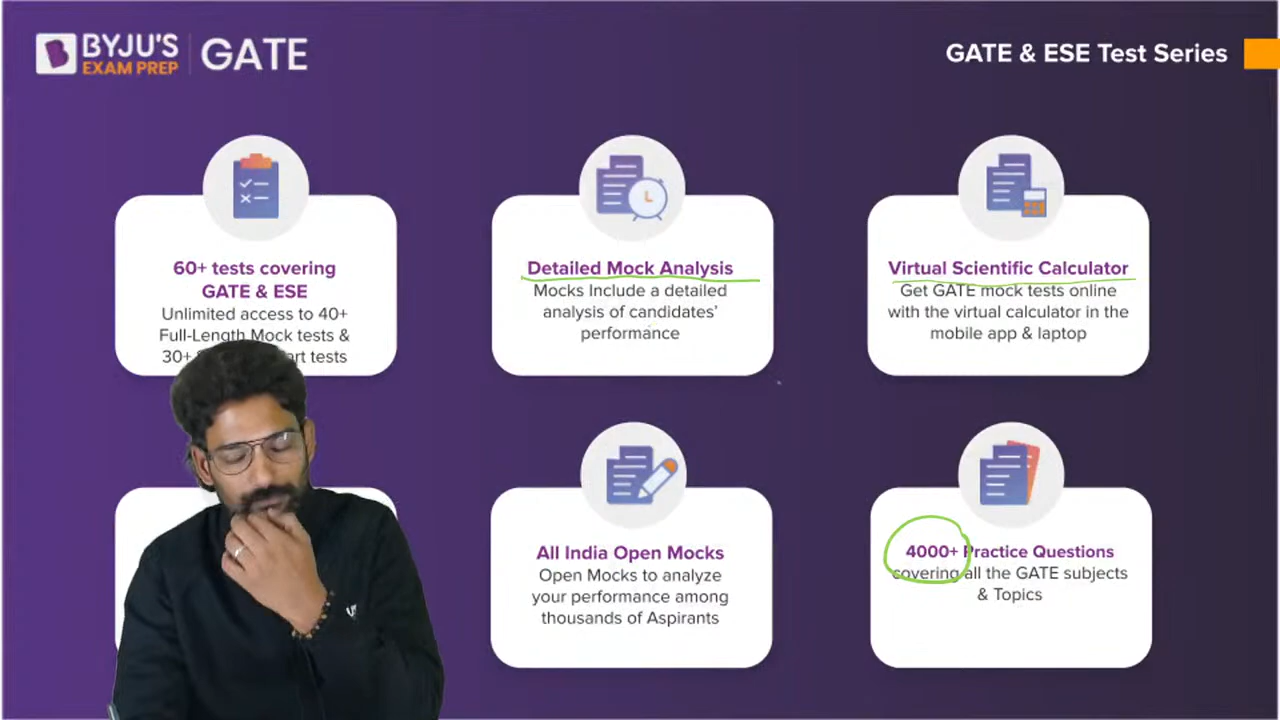 BYJU'S
EXAM PREP
GATE
GATE & ESE Test Series
60+ tests covering
GATE & ESE
Unlimited access to 40+
Full-Length Mock tests &
30+
tests
Detailed Mock Analysis
Mocks Include a detailed
analysis of candidates'
performance
Virtual Scientific Calculator
Get GATE mock tests online
with the virtual calculator in the
mobile app & laptop
All India Open Mocks
Open Mocks to analyze
your performance among
thousands of Aspirants
4000+ Practice Questions
covering all the GATE subjects
& Topics